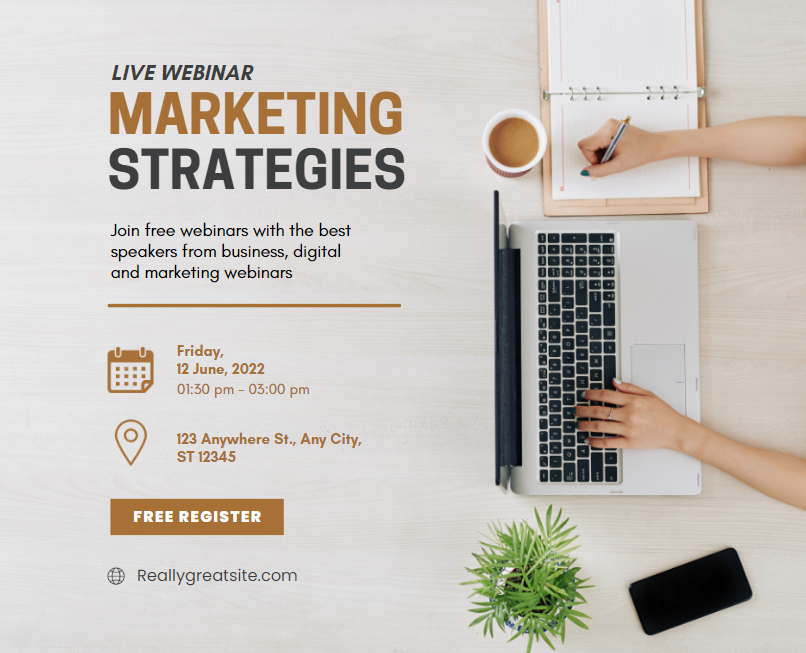 LIVE WEBINAR
MARKETING
STRATEGIES
Join free webinars with the best
speakers from business, digital
and marketing webinars
Friday,
12 June, 2022
01:30 pm - 03:00 pm
123 Anywhere St., Any City,
ST 12345
FREE REGISTER
Reallygreatsite.com